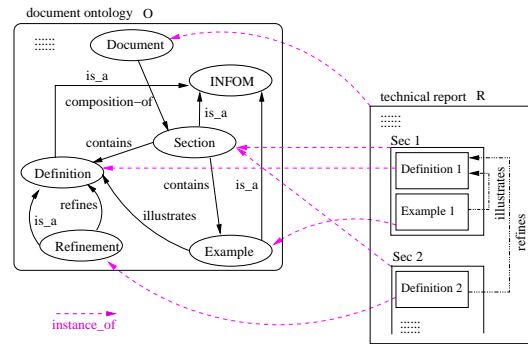 document ontology O
Document
is_a
INFOM
composition-of
is_a
contains
Section
Definition
contains
is_a
refines
illustrates
is_a
Refinement
Example
instance_of
technical report R
Sec 1
Definition 1
Example 1
illustrates
refines
Sec 2
Definition 2